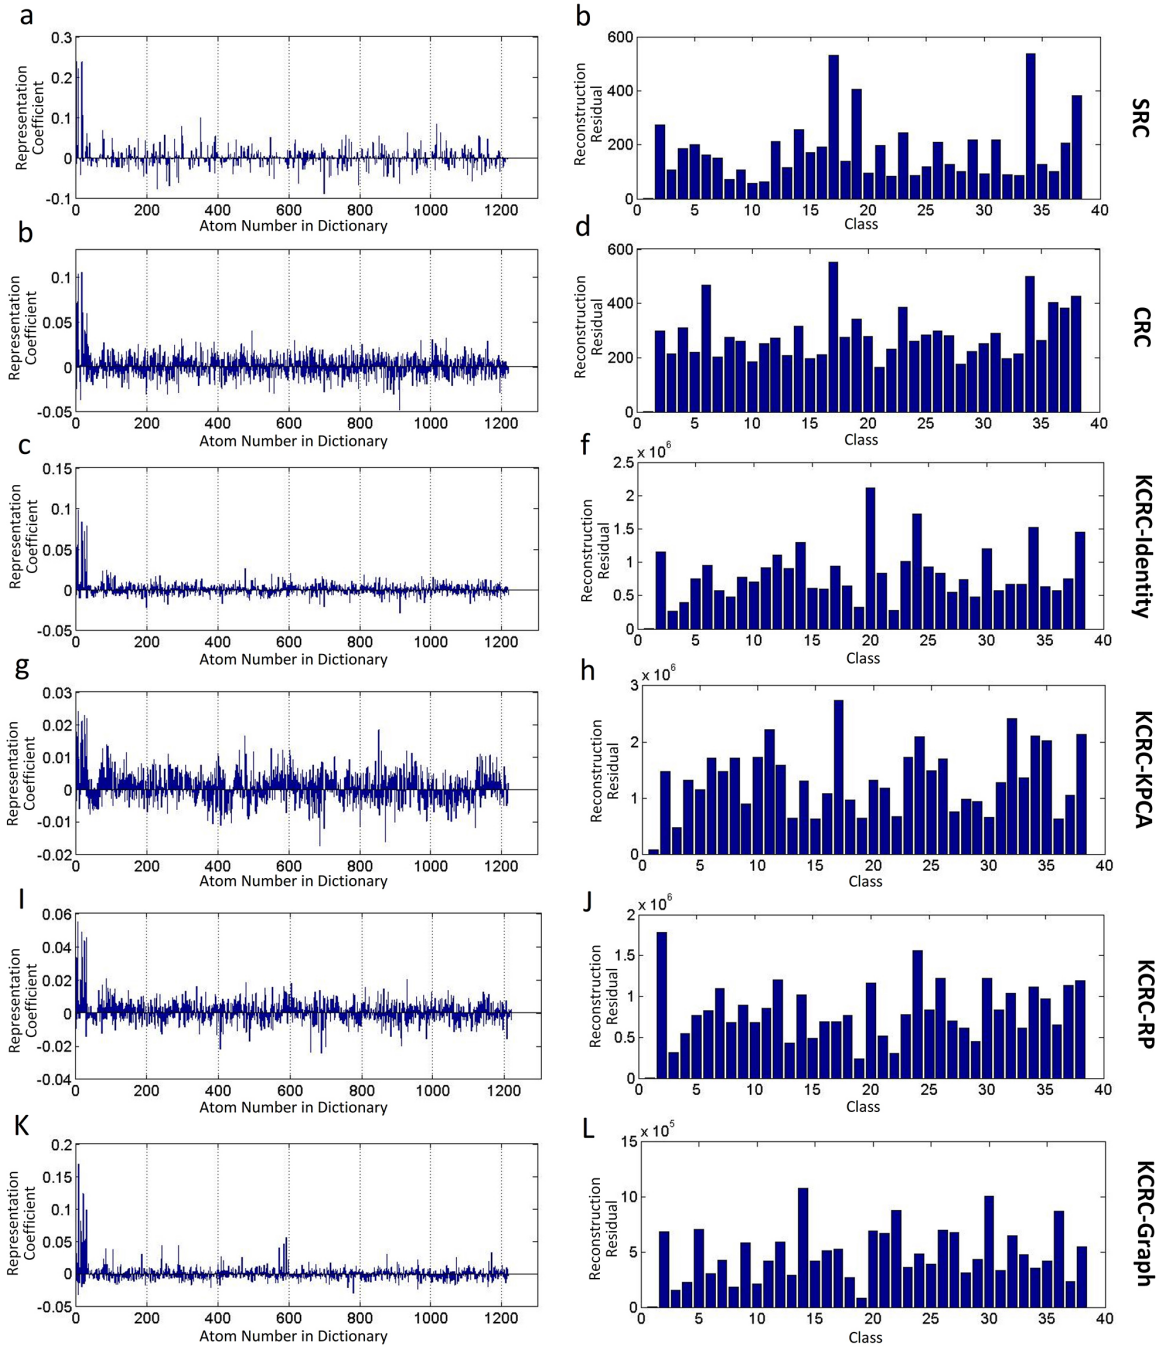 a
Representation
Coefficient
0.3
0.2
0.1
0
-0.1
0 200 400 600 800 1000 1200
Atom Number in Dictionary
b
Reconstruction
Residual
600
400
200
0
0 5 10 15 20 25 30 35 40
Class
SRC
b
Representation
Coefficient
0.1
0.05
0
-0.05
0 200 400 600 800 1000 1200
Atom Number in Dictionary
d
Reconstruction
Residual
600
400
200
0
0 5 10 15 20 25 30 35 40
Class
CRC
c
Representation
Coefficient
0.15
0.1
0.05
0
-0.05
0 200 400 600 800 1000 1200
Atom Number in Dictionary
f
x 10⁶
Reconstruction
Residual
2.5
2
1.5
1
0.5
0
0 5 10 15 20 25 30 35 40
Class
KCRC-Identity
g
Representation
Coefficient
0.03
0.02
0.01
0
-0.01
-0.02
0 200 400 600 800 1000 1200
Atom Number in Dictionary
h
x 10⁶
Reconstruction
Residual
3
2
1
0
0 5 10 15 20 25 30 35 40
Class
KCRC-KPCA
I
Representation
Coefficient
0.06
0.04
0.02
0
-0.02
-0.04
0 200 400 600 800 1000 1200
Atom Number in Dictionary
J
x 10⁶
Reconstruction
Residual
2
1.5
1
0.5
0
0 5 10 15 20 25 30 35 40
Class
KCRC-RP
K
Representation
Coefficient
0.2
0.15
0.1
0.05
0
-0.05
0 200 400 600 800 1000 1200
Atom Number in Dictionary
L
x 10⁵
Reconstruction
Residual
15
10
5
0
0 5 10 15 20 25 30 35 40
Class
KCRC-Graph